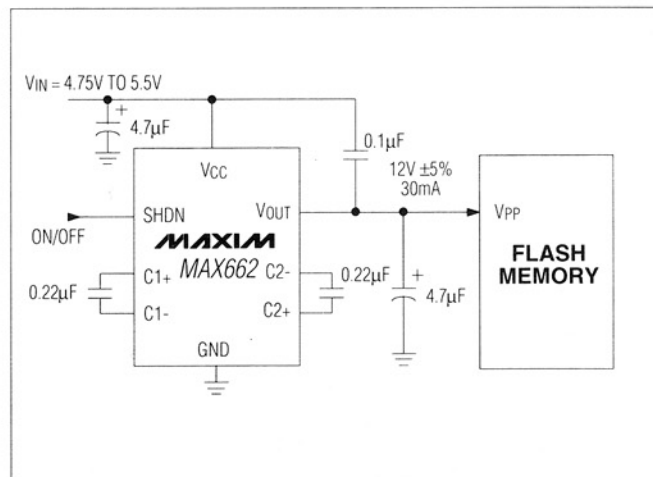 VIN = 4.75V TO 5.5V
+
4.7µF
0.1µF
12V ±5%
30mA
VCC
SHDN
VOUT
VPP
ON/OFF
MAXIM
MAX662
FLASH
MEMORY
C1+
C2-
0.22µF
0.22µF
+
4.7µF
C1-
C2+
GND